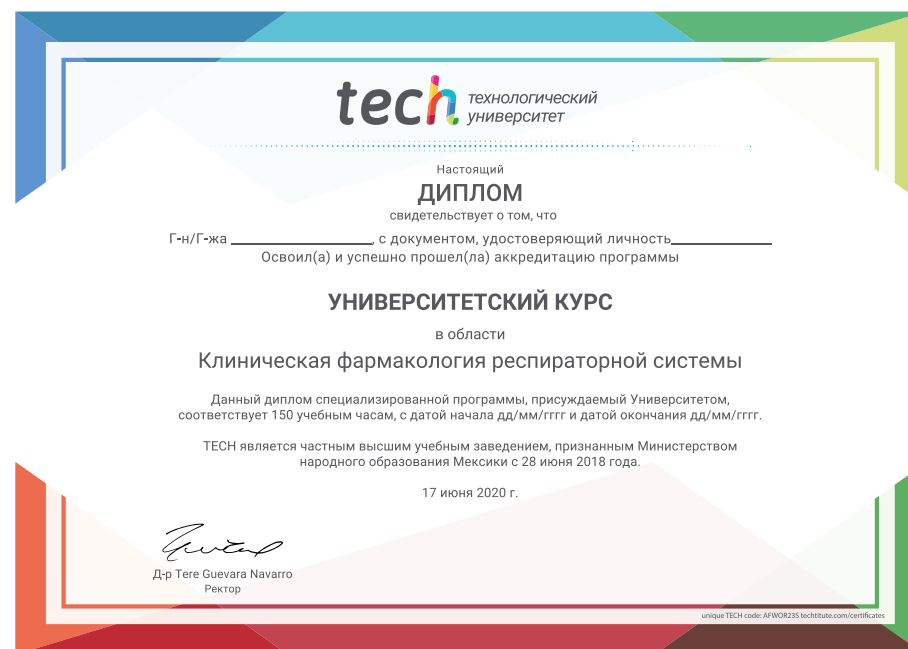 tech технологический
университет
Настоящий
ДИПЛОМ
свидетельствует о том, что
Г-н/Г-жа ____________________, с документом, удостоверяющий личность______________
Освоил(а) и успешно прошел(ла) аккредитацию программы
УНИВЕРСИТЕТСКИЙ КУРС
в области
Клиническая фармакология респираторной системы
Данный диплом специализированной программы, присуждаемый Университетом,
соответствует 150 учебным часам, с датой начала дд/мм/гггг и датой окончания дд/мм/гггг.
TECH является частным высшим учебным заведением, признанным Министерством
народного образования Мексики с 28 июня 2018 года.
17 июня 2020 г.
Д-р Tere Guevara Navarro
Ректор
unique TECH code: AFWOR23S techtitute.com/certificates